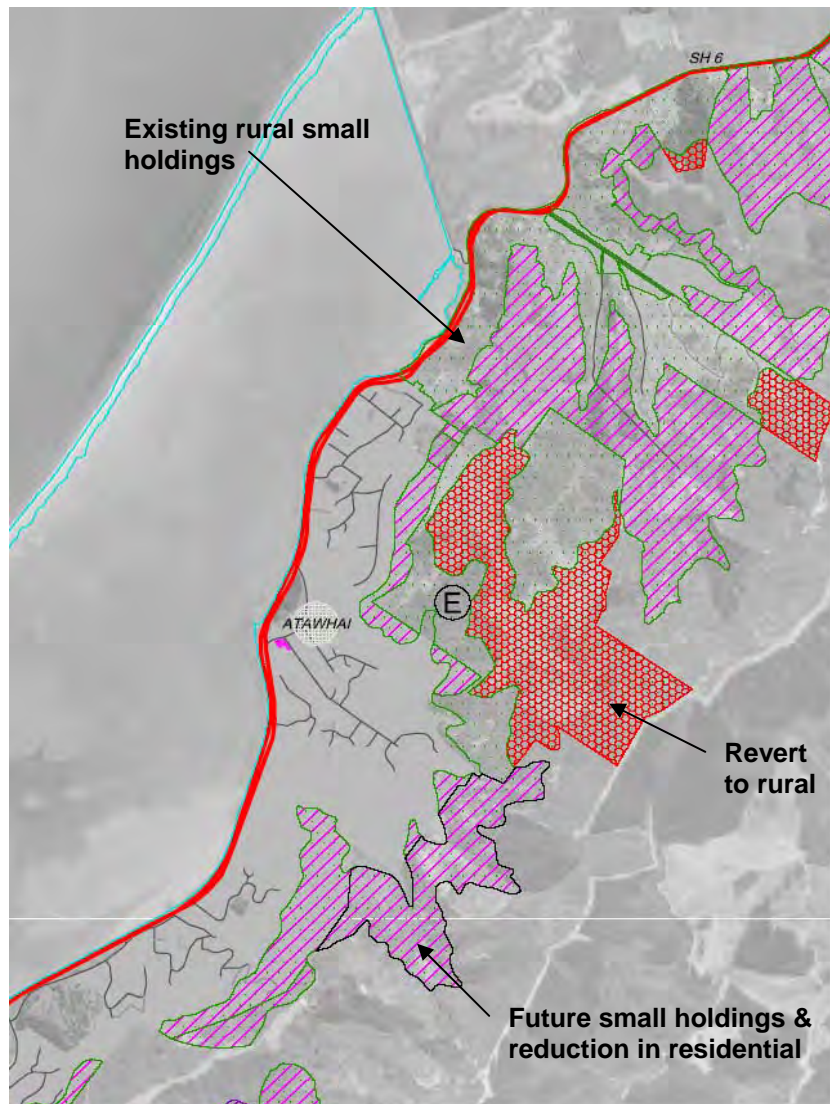 SH 6
Existing rural small
holdings
E
ATAWHAI
Revert
to rural
Future small holdings &
reduction in residential